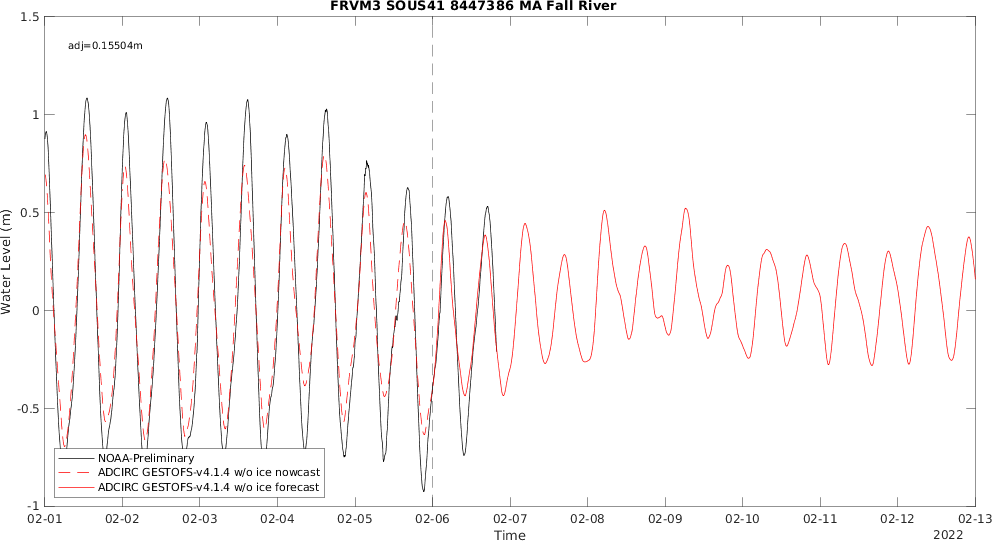 FRVM3 SOUS41 8447386 MA Fall River
adj=0.15504m
1.5
1
0.5
0
-0.5
-1
Water Level (m)
NOAA-Preliminary
ADCIRC GESTOFS-v4.1.4 w/o ice nowcast
ADCIRC GESTOFS-v4.1.4 w/o ice forecast
02-01 02-02 02-03 02-04 02-05 02-06 02-07 02-08 02-09 02-10 02-11 02-12 02-13
Time
2022